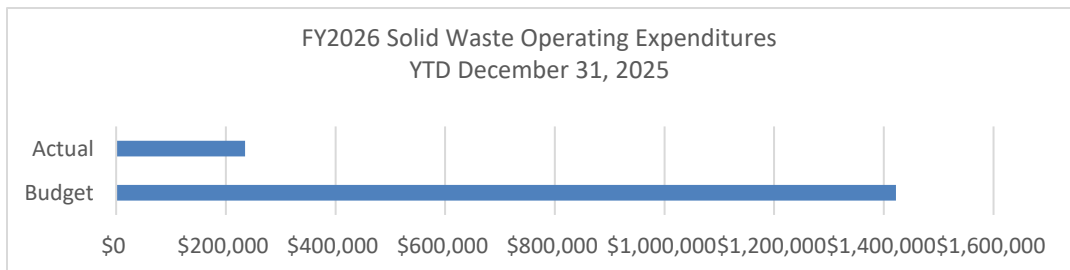 FY2026 Solid Waste Operating Expenditures
YTD December 31, 2025
Actual
Budget
$0 $200,000 $400,000 $600,000 $800,000 $1,000,000 $1,200,000 $1,400,000 $1,600,000